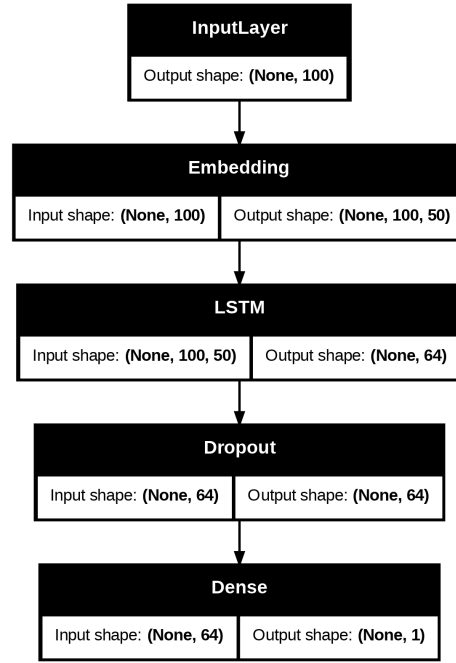 InputLayer
Output shape: (None, 100)
Embedding
Input shape: (None, 100) Output shape: (None, 100, 50)
LSTM
Input shape: (None, 100, 50) Output shape: (None, 64)
Dropout
Input shape: (None, 64) Output shape: (None, 64)
Dense
Input shape: (None, 64) Output shape: (None, 1)